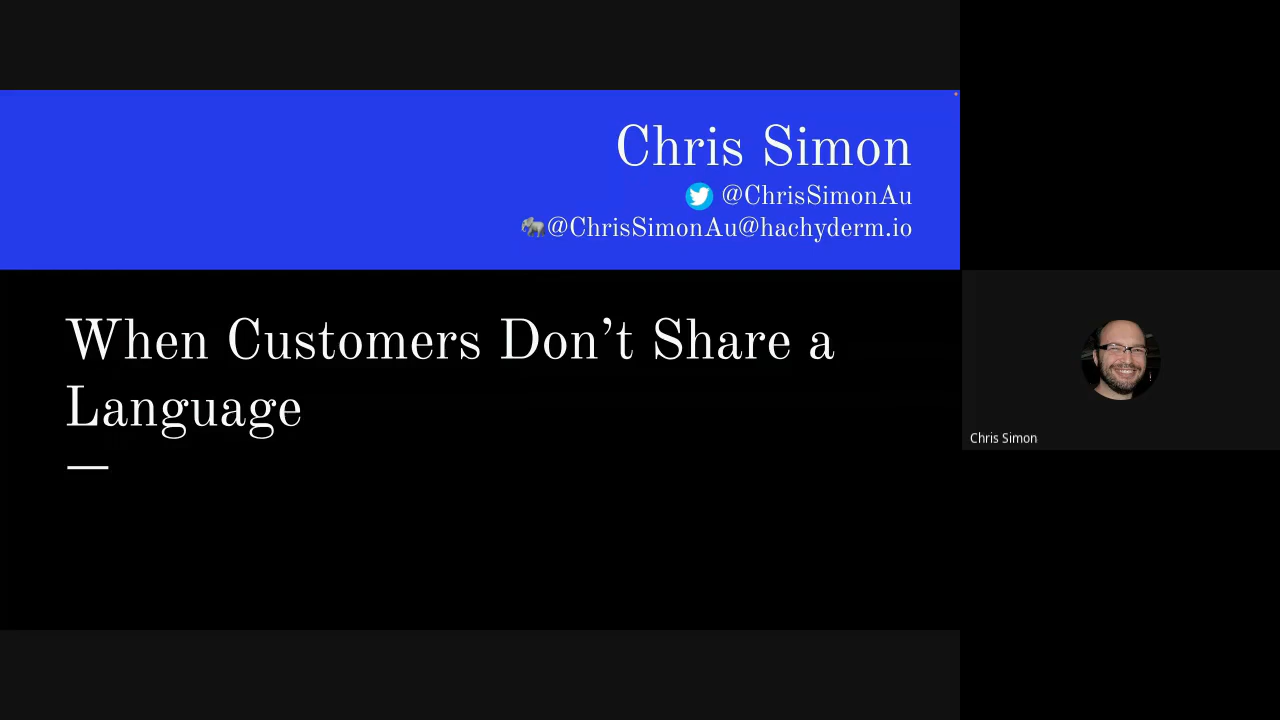 Chris Simon
@ChrisSimonAu
@ChrisSimonAu@hachyderm.io
When Customers Don’t Share a
Language
Chris Simon